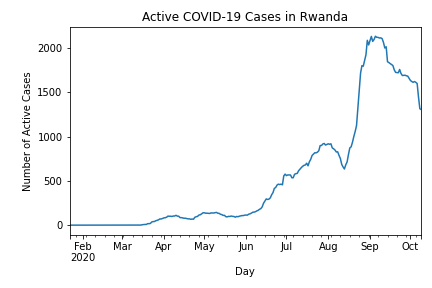 Active COVID-19 Cases in Rwanda
Number of Active Cases
2000
1500
1000
500
0
Feb Mar Apr May Jun Jul Aug Sep Oct
2020
Day